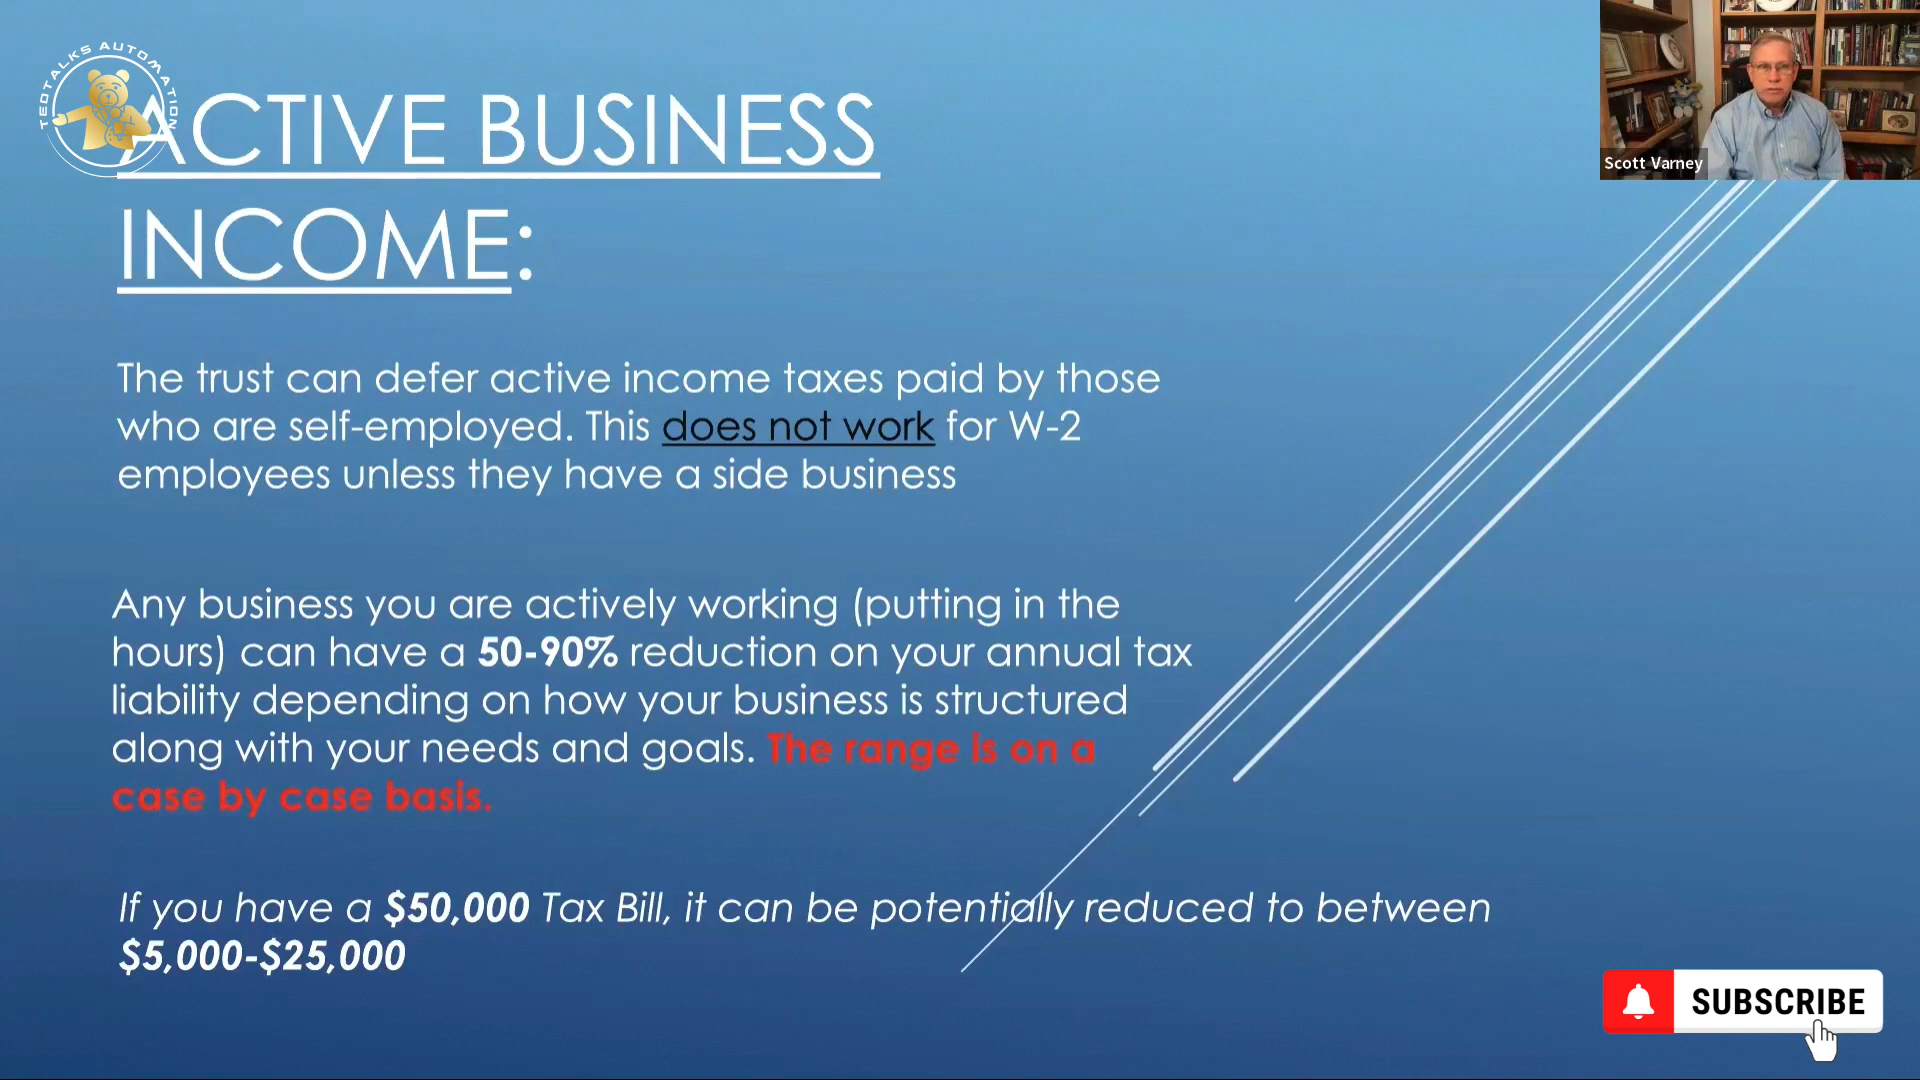 TEDTALKS AUTOMATION
ACTIVE BUSINESS
INCOME:
Scott Varney
The trust can defer active income taxes paid by those
who are self-employed. This does not work for W-2
employees unless they have a side business
Any business you are actively working (putting in the
hours) can have a 50-90% reduction on your annual tax
liability depending on how your business is structured
along with your needs and goals. The range is on a
case by case basis.
If you have a $50,000 Tax Bill, it can be potentially reduced to between
$5,000-$25,000
SUBSCRIBE